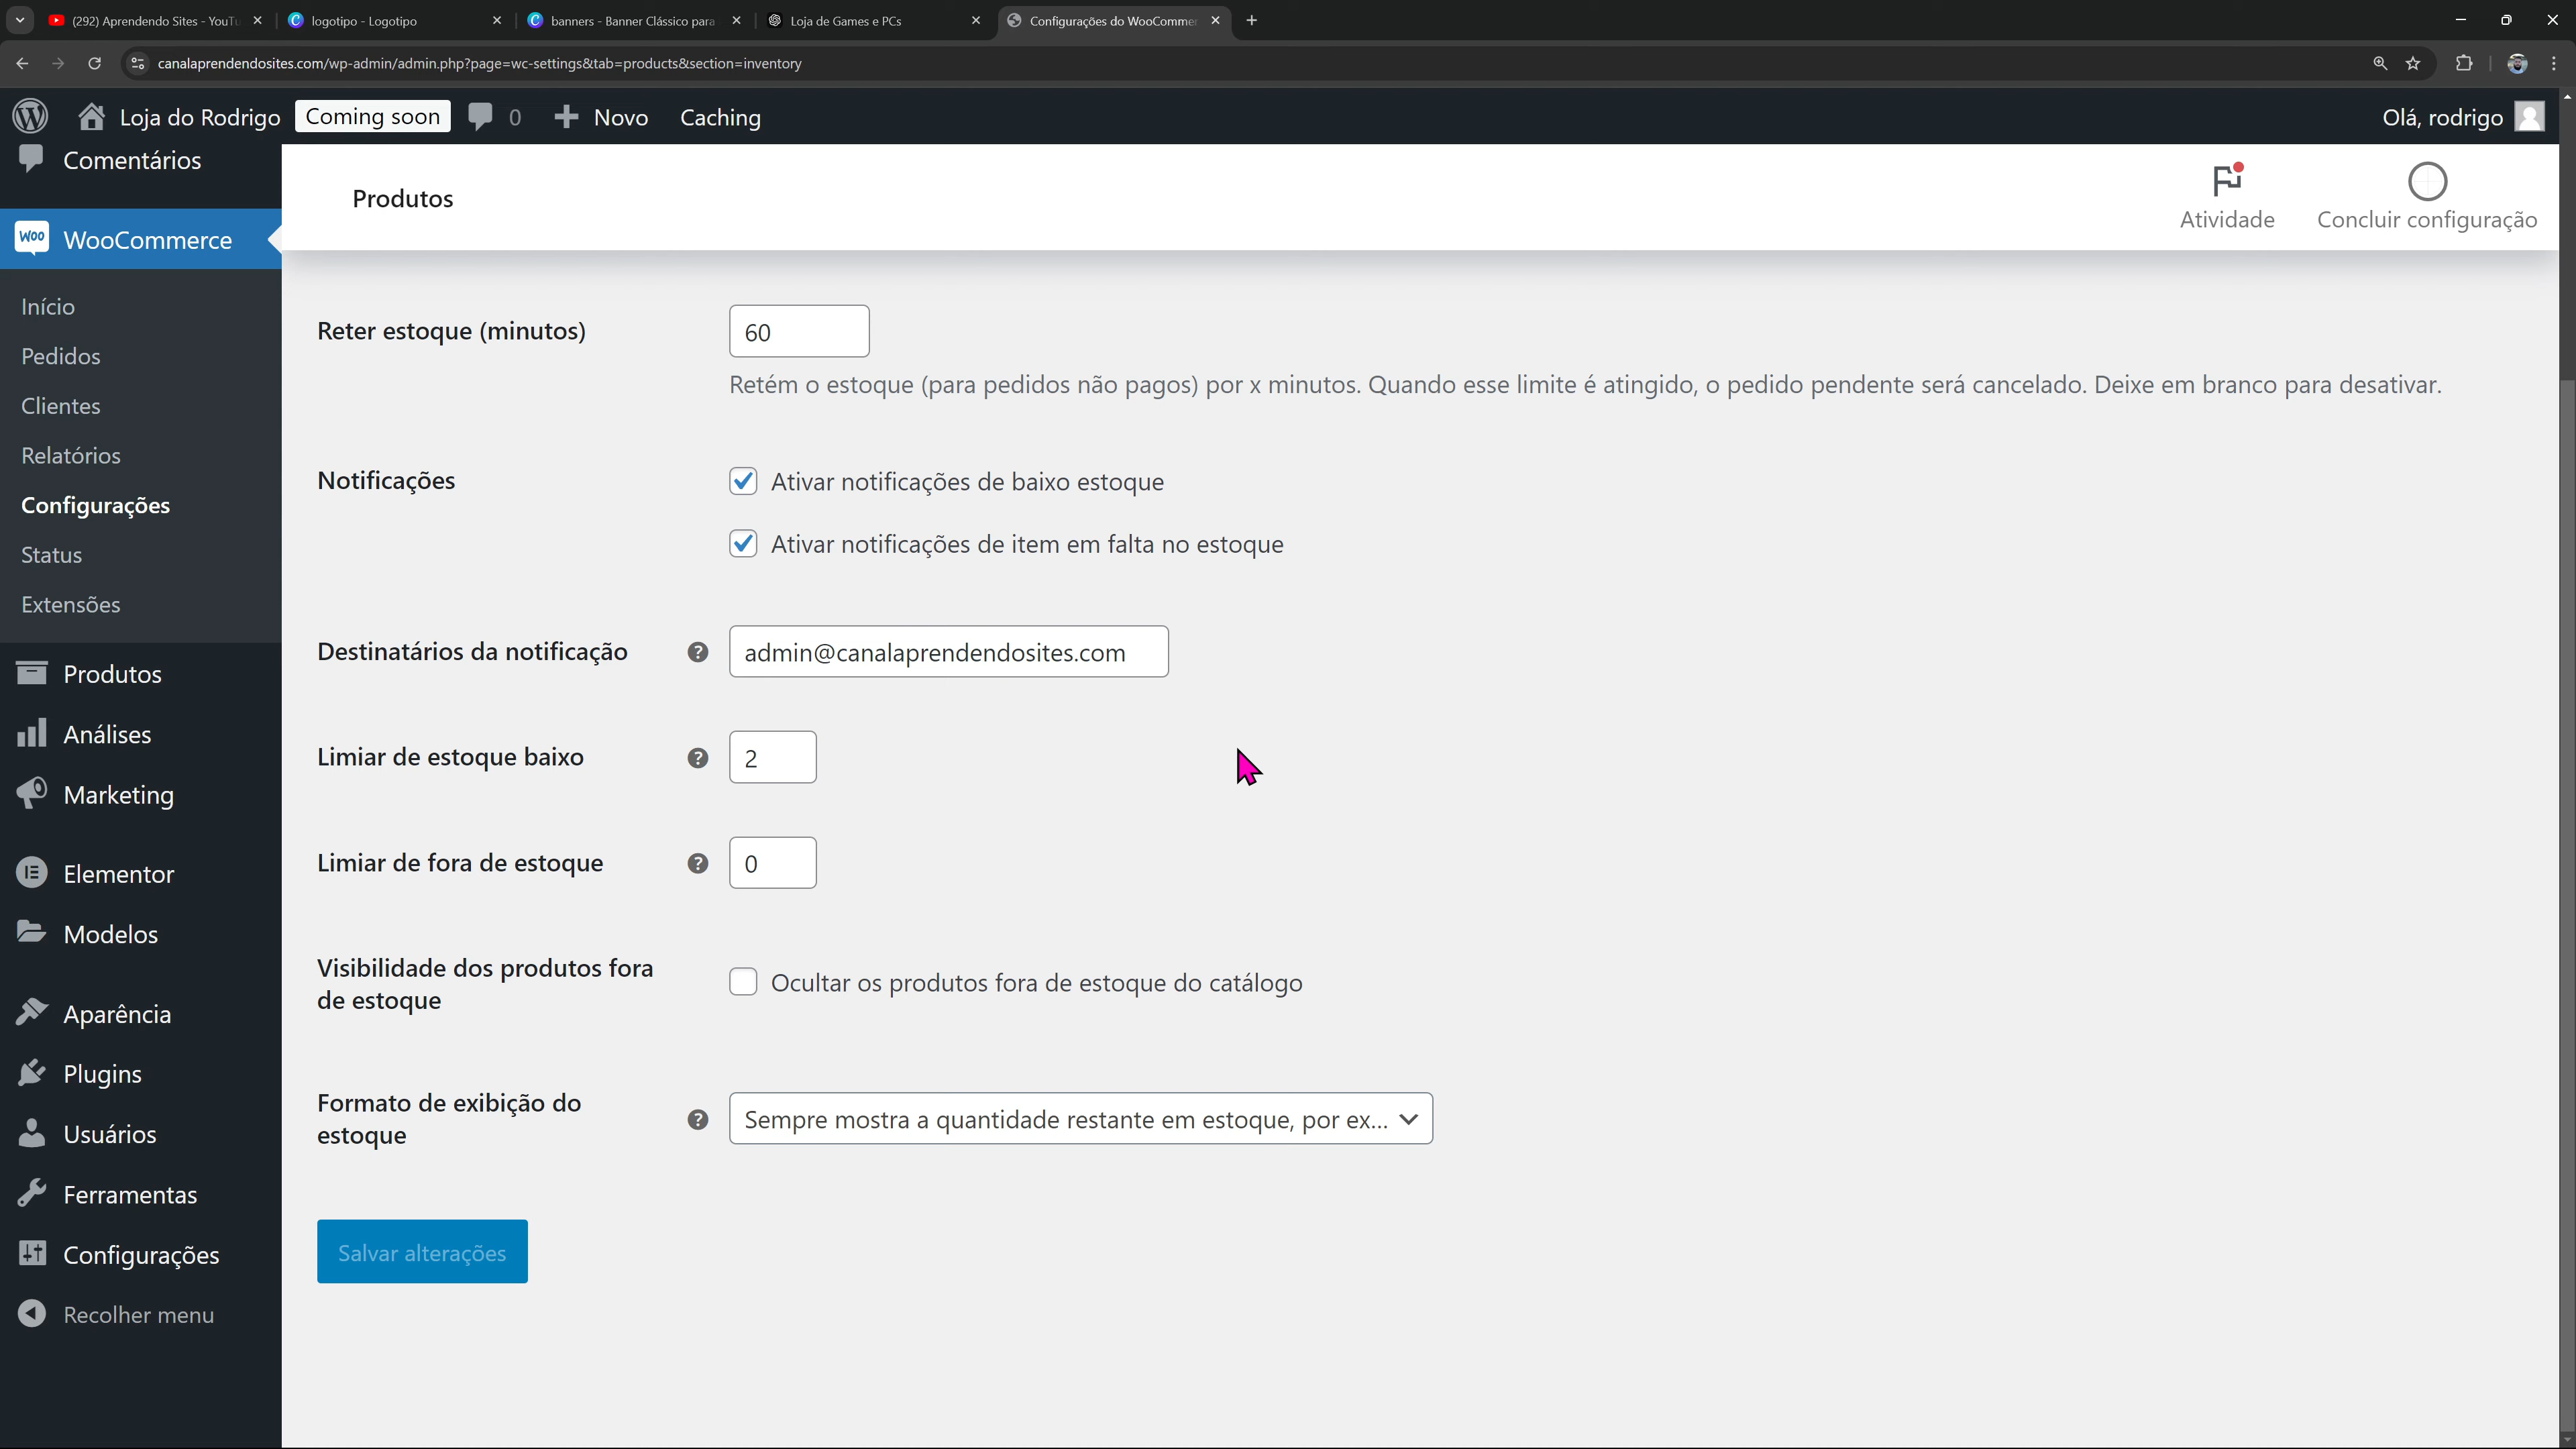 (292) Aprendendo Sites - YouTu
logotipo - Logotipo
banners - Banner Clássico para
Loja de Games e PCs
Configurações do WooCommer
canalaprendendosites.com/wp-admin/admin.php?page=wc-settings&tab=products&section=inventory
Loja do Rodrigo
Coming soon
0
Novo
Caching
Olá, rodrigo
Comentários
WOO
WooCommerce
Início
Pedidos
Clientes
Relatórios
Configurações
Status
Extensões
Produtos
Análises
Marketing
Elementor
Modelos
Aparência
Plugins
Usuários
Ferramentas
Configurações
Recolher menu
Produtos
Atividade
Concluir configuração
Reter estoque (minutos)
60
Retém o estoque (para pedidos não pagos) por x minutos. Quando esse limite é atingido, o pedido pendente será cancelado. Deixe em branco para desativar.
Notificações
Ativar notificações de baixo estoque
Ativar notificações de item em falta no estoque
Destinatários da notificação
?
admin@canalaprendendosites.com
Limiar de estoque baixo
?
2
Limiar de fora de estoque
?
0
Visibilidade dos produtos fora
de estoque
Ocultar os produtos fora de estoque do catálogo
Formato de exibição do
estoque
?
Sempre mostra a quantidade restante em estoque, por ex...
Salvar alterações